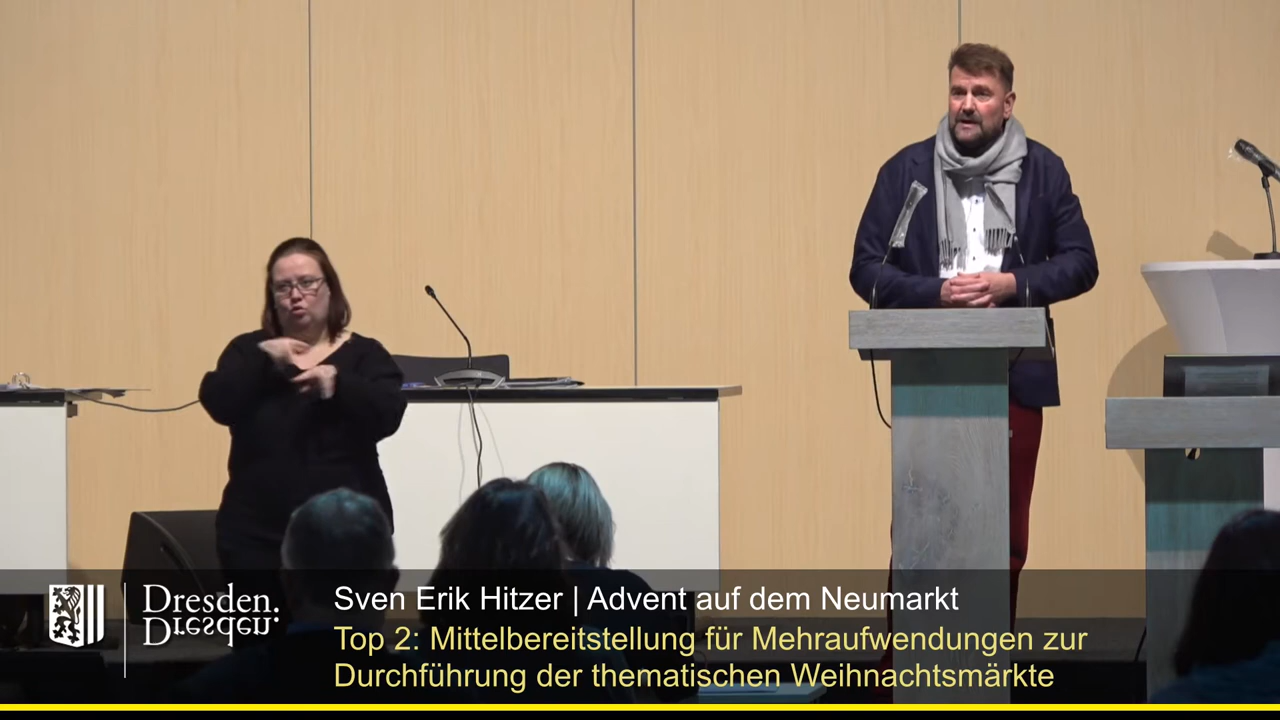 Dresden.
Dresden.
Sven Erik Hitzer | Advent auf dem Neumarkt
Top 2: Mittelbereitstellung für Mehraufwendungen zur
Durchführung der thematischen Weihnachtsmärkte